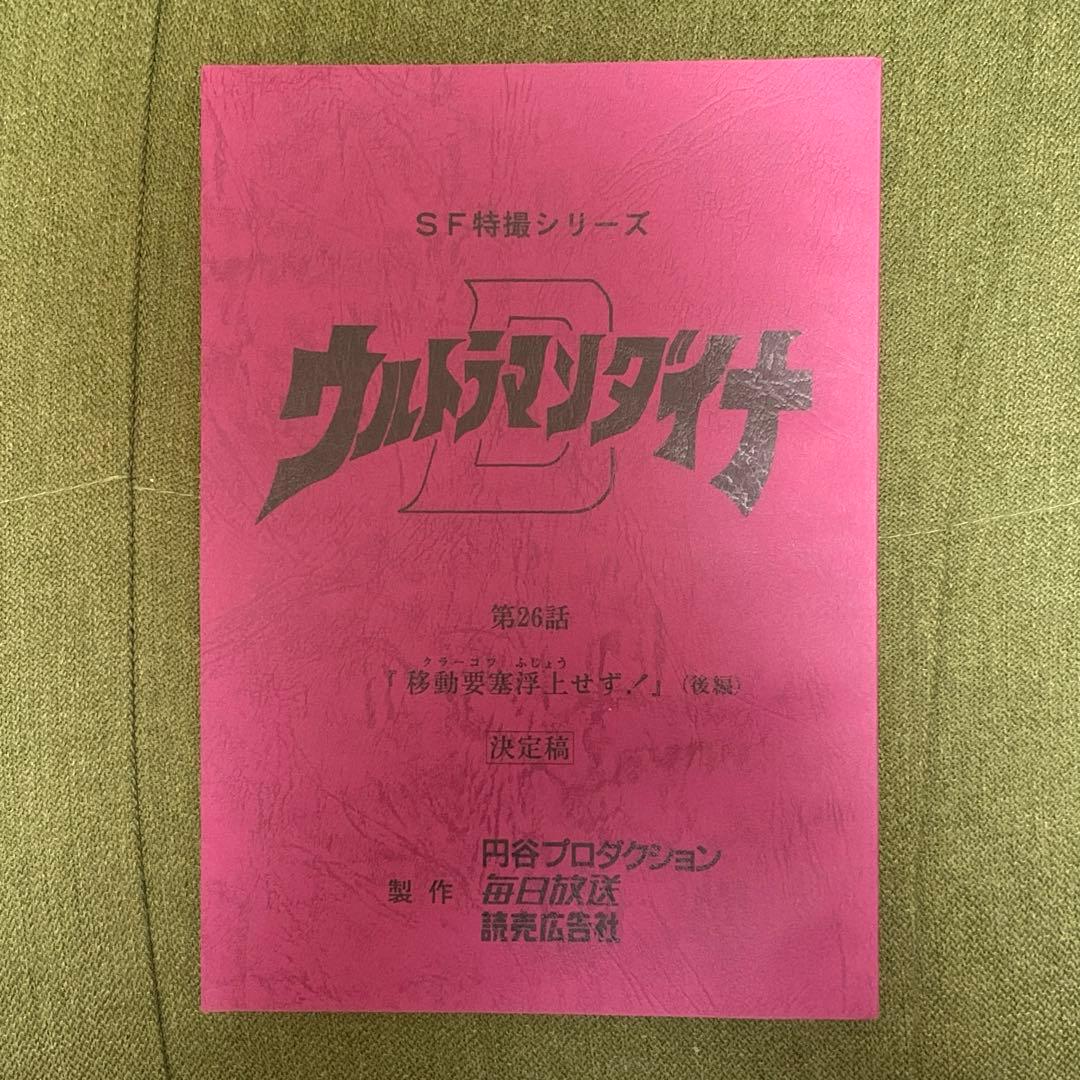 SF特撮シリーズ
D
ウルトラマンダイナ
第26話
クラーコフ ふじょう
『移動要塞浮上せず!』(後編)
決定稿
製作 円谷プロダクション
毎日放送
読売広告社